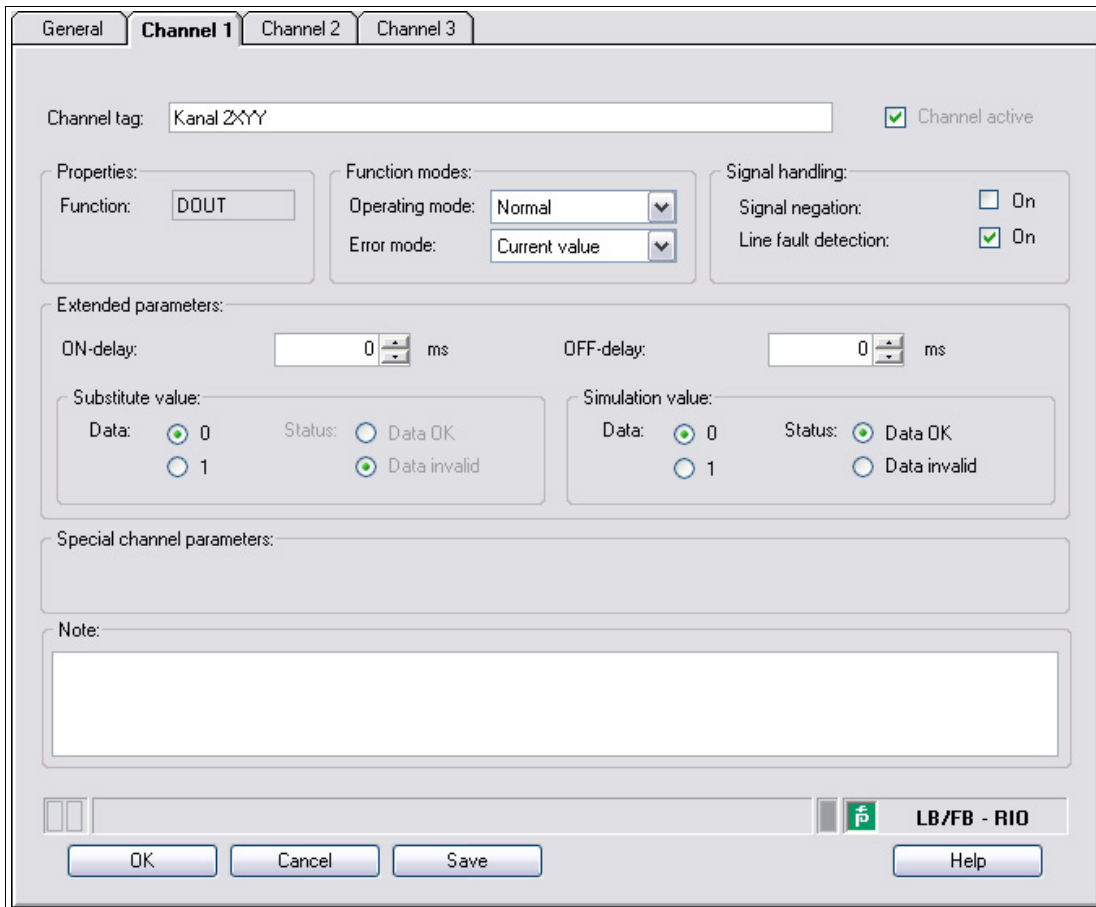 General Channel 1 Channel 2 Channel 3
Channel tag: Kanal 2XYY Channel active
Properties: Function modes: Signal handling:
Function: DOUT Operating mode: Normal Signal negation: On
Error mode: Current value Line fault detection: On
Extended parameters:
ON-delay: 0 ms OFF-delay: 0 ms
Substitute value: Simulation value:
Data: 0 Status: Data OK Data: 0 Status: Data OK
1 Data invalid 1 Data invalid
Special channel parameters:
Note:
LB/FB - RIO
OK Cancel Save Help